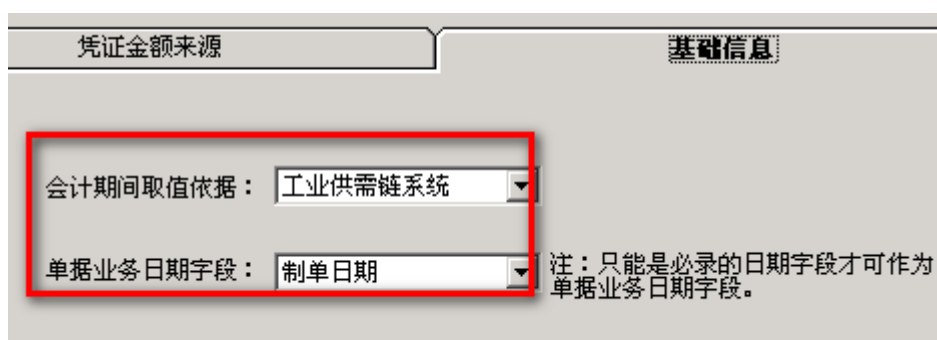 凭证金额来源
基础信息
会计期间取值依据：
工业供需链系统
单据业务日期字段：
制单日期
注：只能是必录的日期字段才可作为
单据业务日期字段。